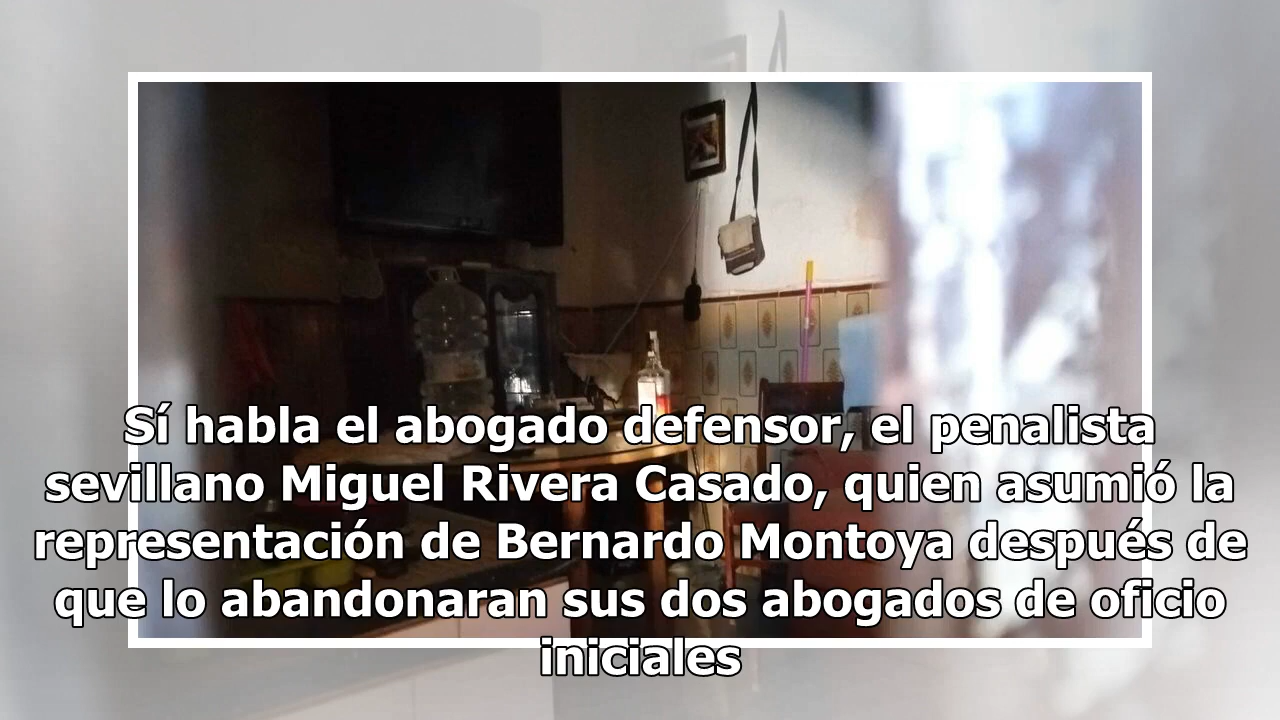 Sí habla el abogado defensor, el penalista
sevillano Miguel Rivera Casado, quien asumió la
representación de Bernardo Montoya después de
que lo abandonaran sus dos abogados de oficio
iniciales